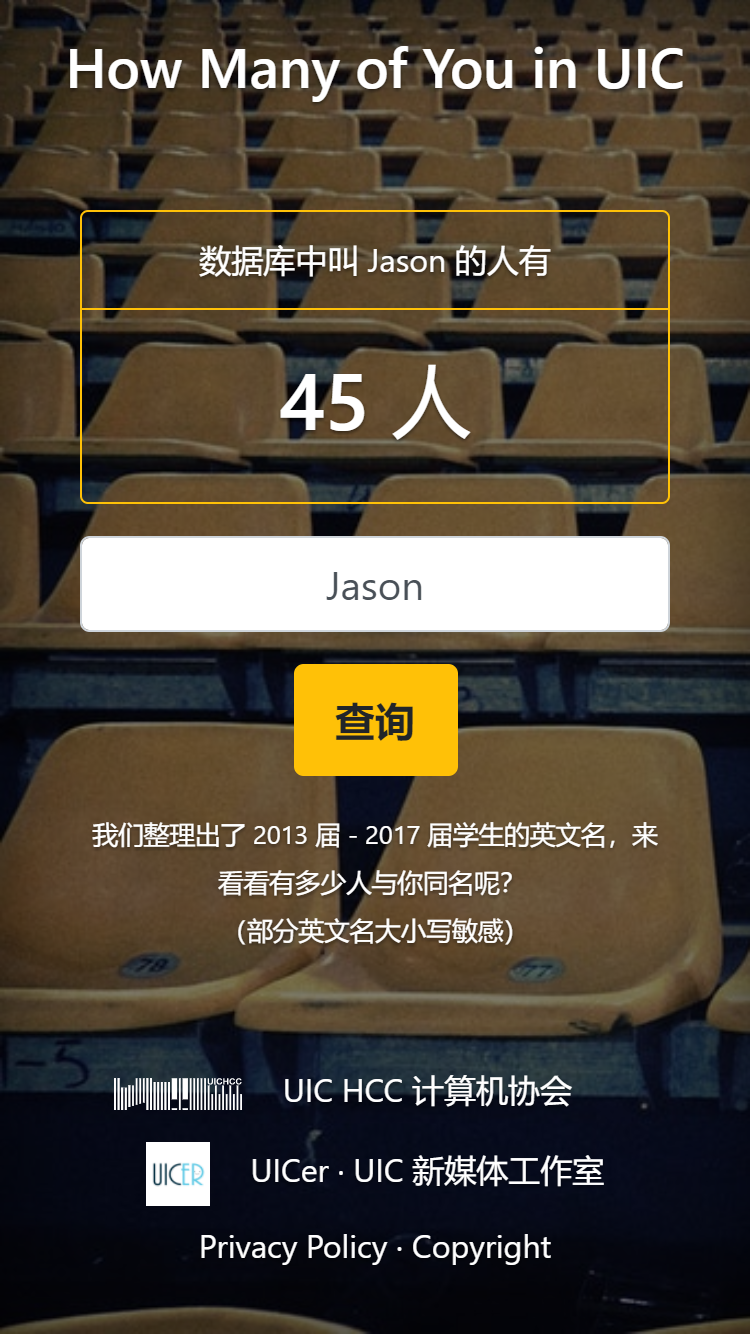 How Many of You in UIC
数据库中叫 Jason 的人有
45 人
Jason
查询
我们整理出了 2013 届 - 2017 届学生的英文名，来
看看有多少人与你同名呢？
（部分英文名大小写敏感）
78
77
-5
UICHCC
UIC HCC 计算机协会
UICER
UICer · UIC 新媒体工作室
Privacy Policy · Copyright